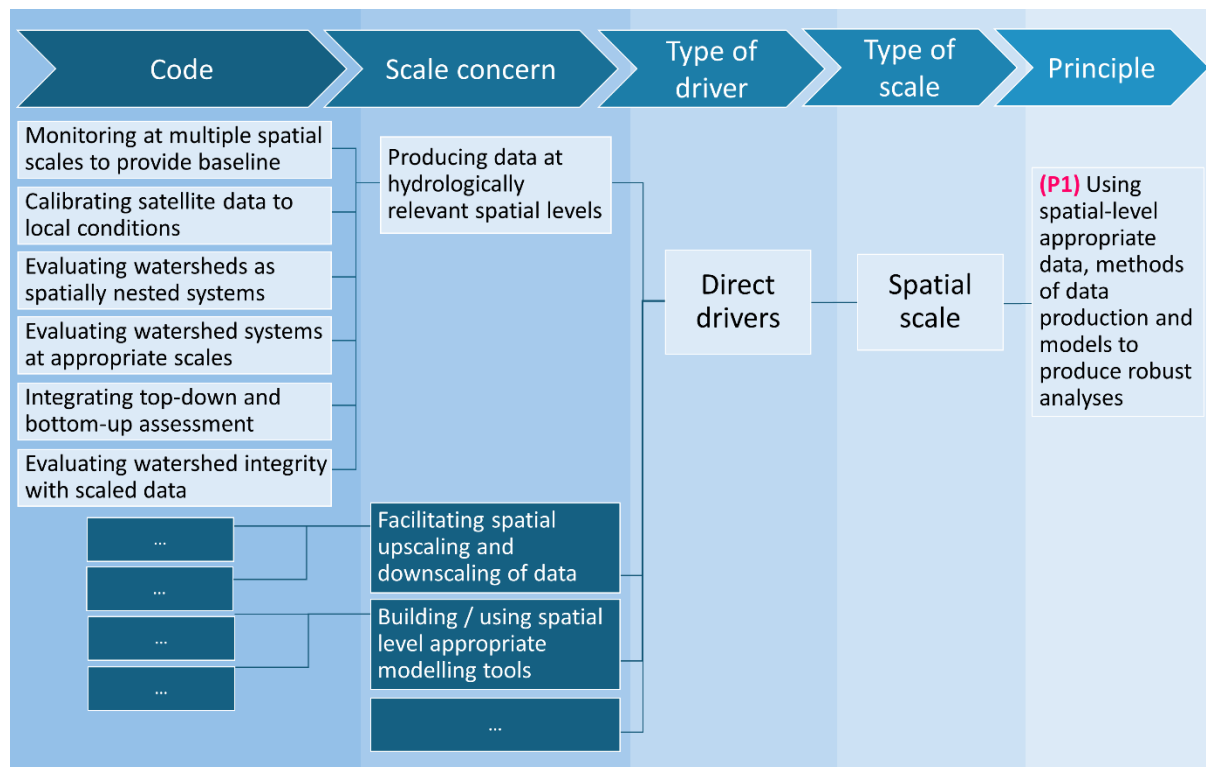 Code
Scale concern
Type of
driver
Type of
scale
Principle
Monitoring at multiple spatial
scales to provide baseline
Calibrating satellite data to
local conditions
Evaluating watersheds as
spatially nested systems
Evaluating watershed systems
at appropriate scales
Integrating top-down and
bottom-up assessment
Evaluating watershed integrity
with scaled data
...
...
...
...
Producing data at
hydrologically
relevant spatial levels
Facilitating spatial
upscaling and
downscaling of data
Building / using spatial
level appropriate
modelling tools
...
Direct
drivers
Spatial
scale
(P1) Using
spatial-level
appropriate
data, methods
of data
production and
models to
produce robust
analyses